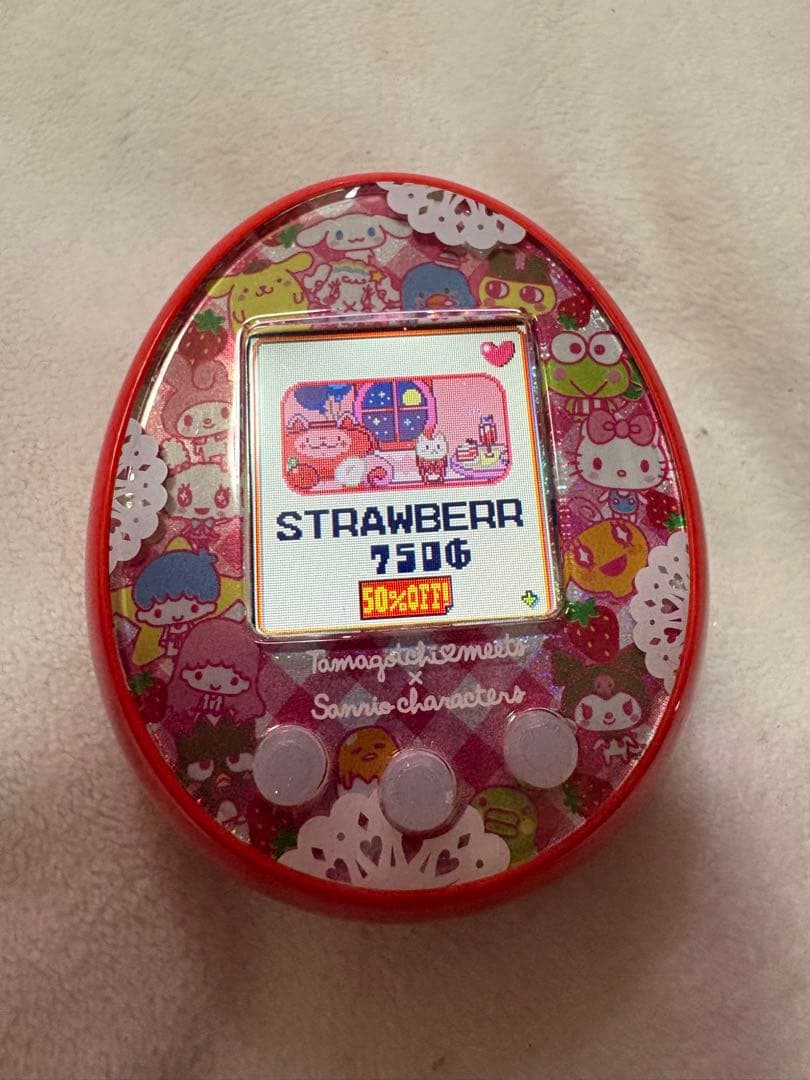 STRAWBERR
750G
50%OFF!
Tamagotchi♡meets
×
Sanrio characters